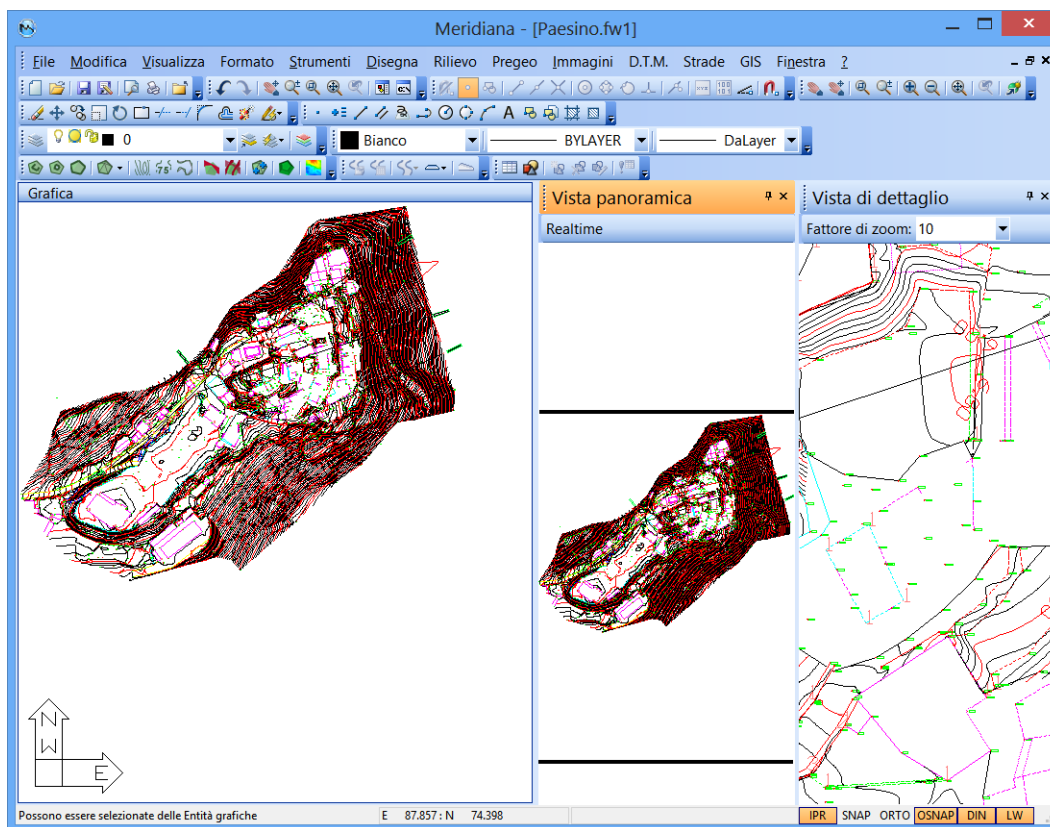 Meridiana - [Paesino.fw1]
File Modifica Visualizza Formato Strumenti Disegna Rilievo Pregeo Immagini D.T.M. Strade GIS Finestra ?
0 Bianco BYLAYER DaLayer
75
Grafica
Vista panoramica
Vista di dettaglio
Realtime
Fattore di zoom: 10
N
W
E
Possono essere selezionate delle Entità grafiche E 87.857 : N 74.398 IPR SNAP ORTO OSNAP DIN LW